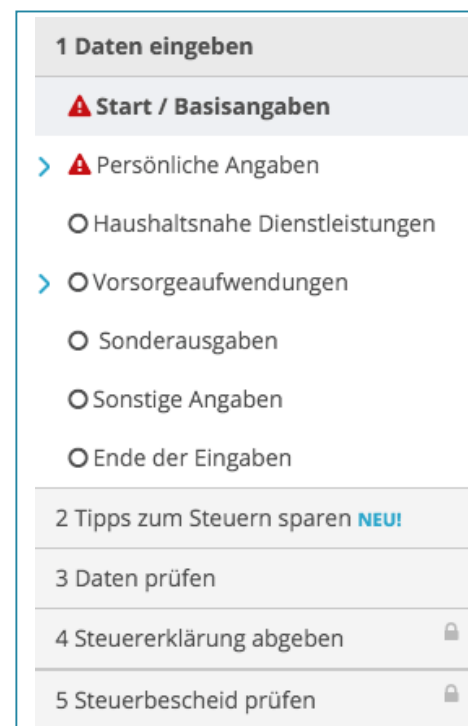 1 Daten eingeben
Start / Basisangaben
Persönliche Angaben
Haushaltsnahe Dienstleistungen
Vorsorgeaufwendungen
Sonderausgaben
Sonstige Angaben
Ende der Eingaben
2 Tipps zum Steuern sparen NEU!
3 Daten prüfen
4 Steuererklärung abgeben
5 Steuerbescheid prüfen